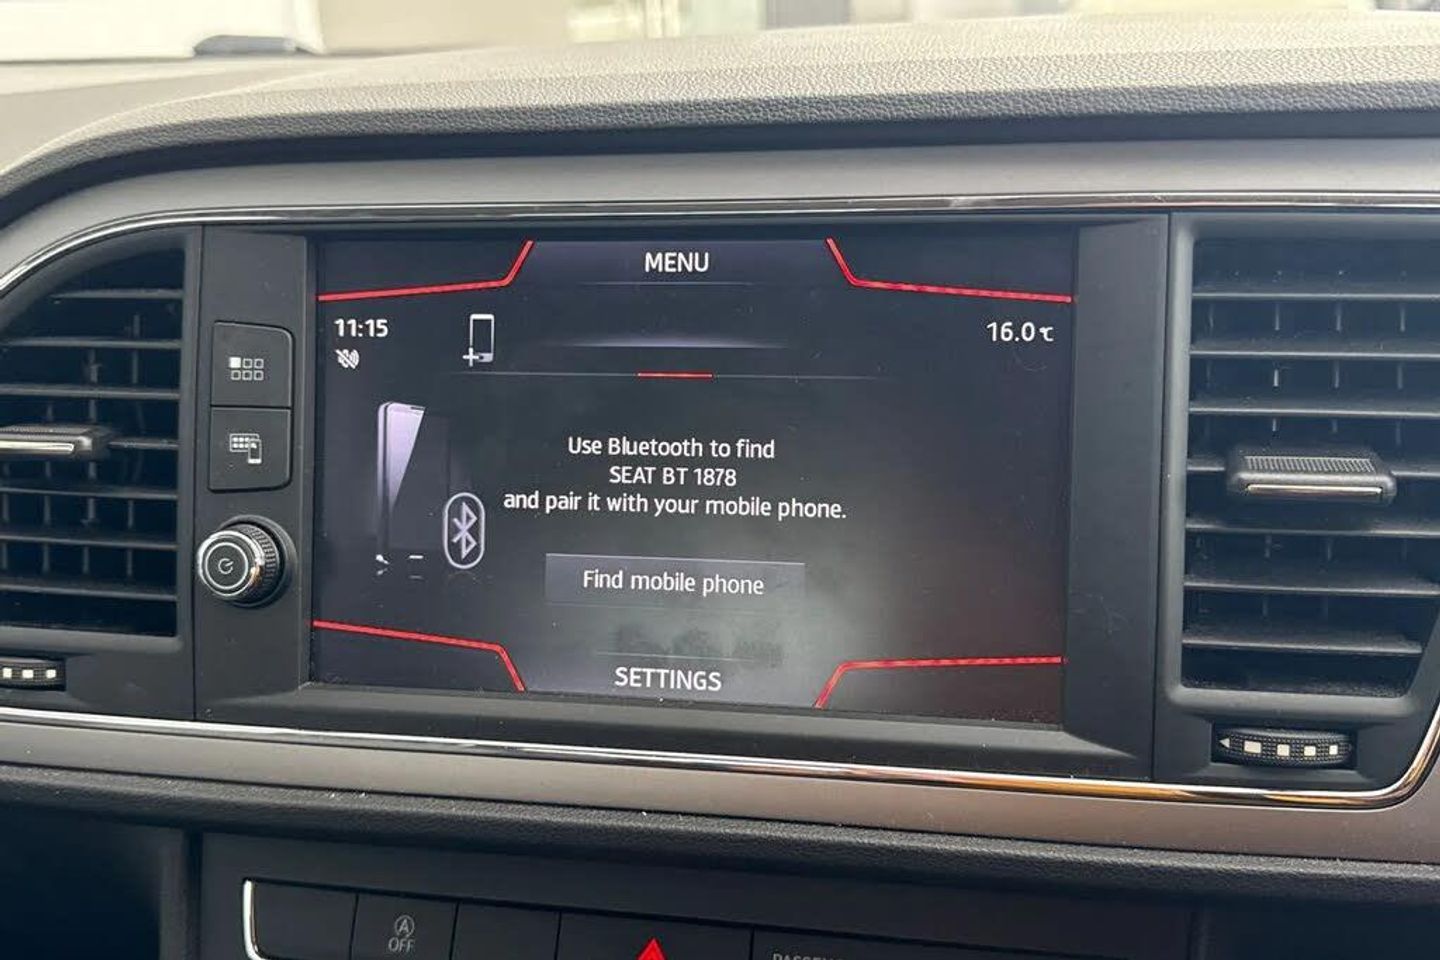 MENU
11:15
16.0°C
Use Bluetooth to find
SEAT BT 1878
and pair it with your mobile phone.
Find mobile phone
SETTINGS
A
OFF